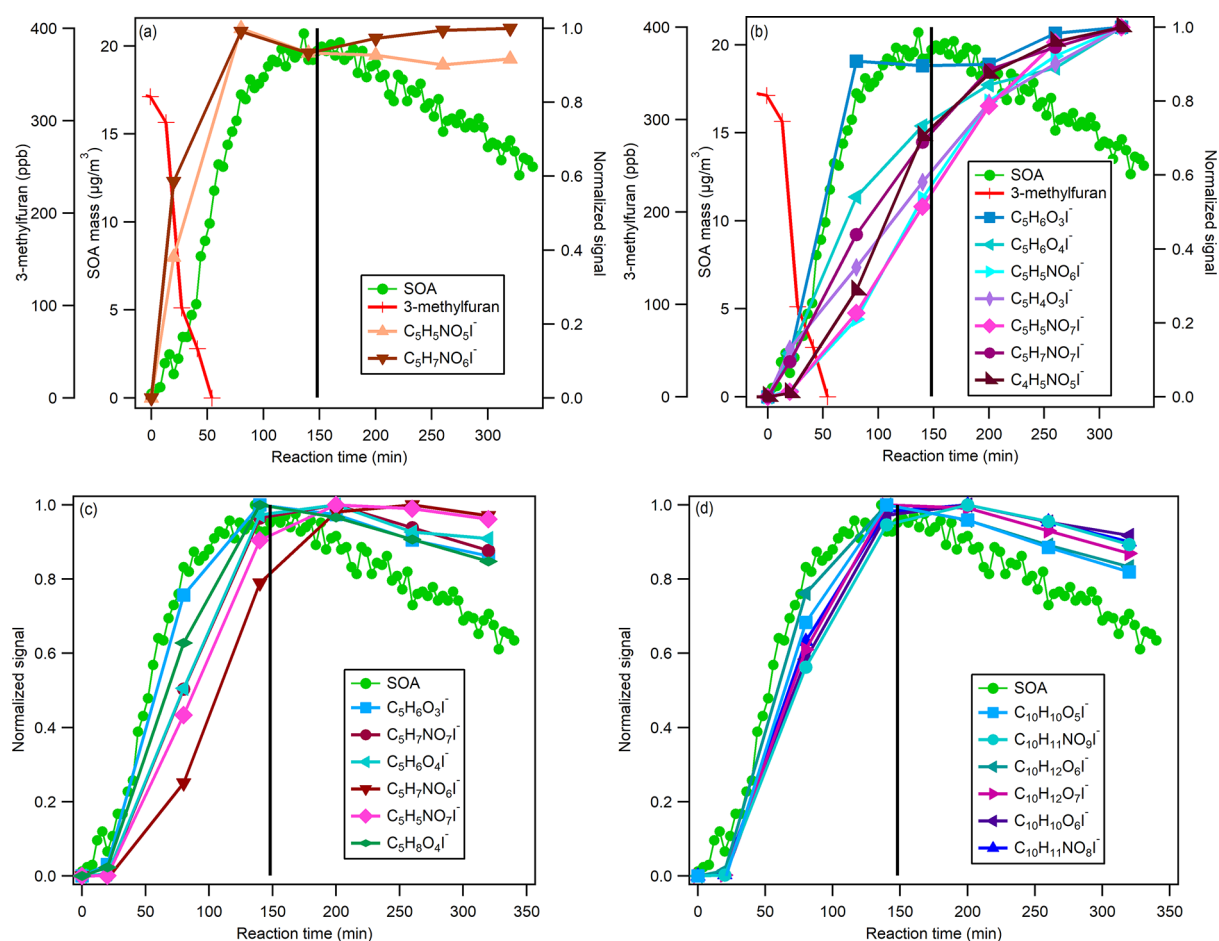 (a)
3-methylfuran (ppb)
400
300
200
100
0
SOA mass (µg/m³)
20
15
10
5
0
Normalized signal
1.0
0.8
0.6
0.4
0.2
0.0
SOA
3-methylfuran
C₅H₅NO₅I⁻
C₅H₇NO₆I⁻
0 50 100 150 200 250 300
Reaction time (min)
(b)
3-methylfuran (ppb)
400
300
200
100
0
SOA mass (µg/m³)
20
15
10
5
0
Normalized signal
1.0
0.8
0.6
0.4
0.2
0.0
SOA
3-methylfuran
C₅H₆O₃I⁻
C₅H₆O₄I⁻
C₅H₅NO₆I⁻
C₅H₄O₃I⁻
C₅H₅NO₇I⁻
C₅H₇NO₇I⁻
C₄H₅NO₅I⁻
0 50 100 150 200 250 300
Reaction time (min)
(c)
Normalized signal
1.0
0.8
0.6
0.4
0.2
0.0
SOA
C₅H₆O₃I⁻
C₅H₇NO₇I⁻
C₅H₆O₄I⁻
C₅H₇NO₆I⁻
C₅H₅NO₇I⁻
C₅H₈O₄I⁻
0 50 100 150 200 250 300 350
Reaction time (min)
(d)
Normalized signal
1.0
0.8
0.6
0.4
0.2
0.0
SOA
C₁₀H₁₀O₅I⁻
C₁₀H₁₁NO₉I⁻
C₁₀H₁₂O₆I⁻
C₁₀H₁₂O₇I⁻
C₁₀H₁₀O₆I⁻
C₁₀H₁₁NO₈I⁻
0 50 100 150 200 250 300 350
Reaction time (min)